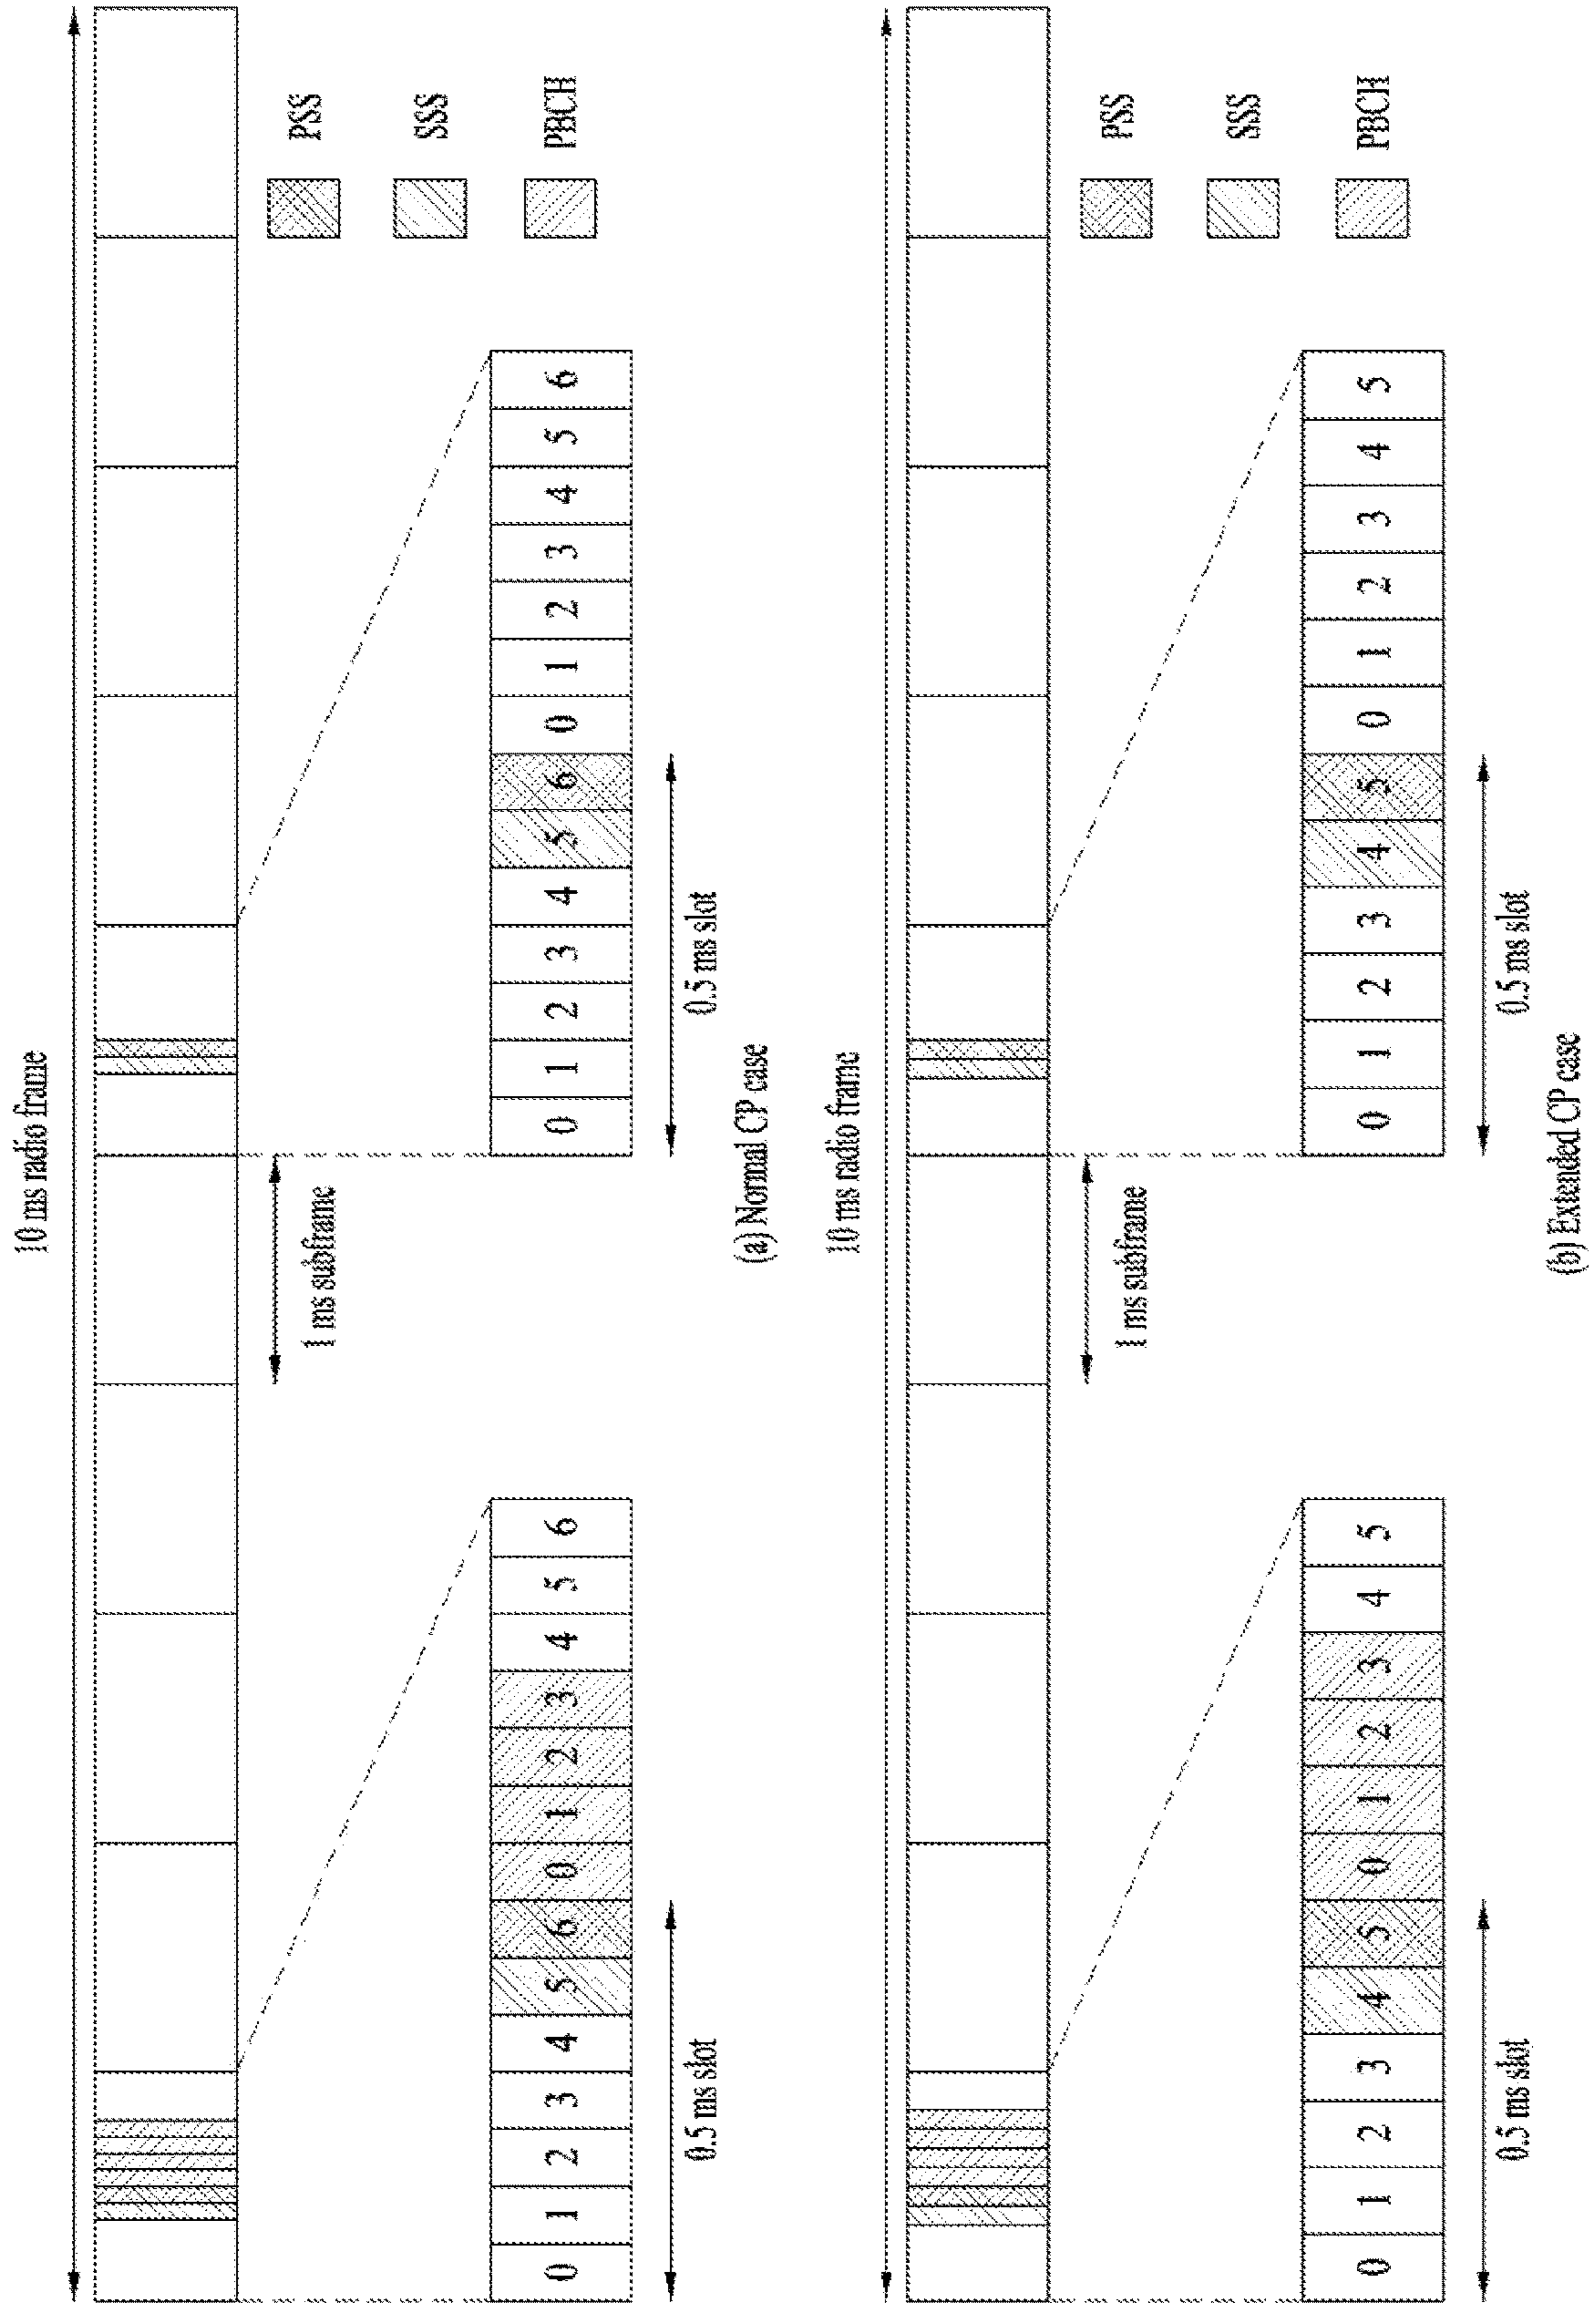 10 ms radio frame
1 ms subframe
PSS
SSS
PBCH
0 1 2 3 4 5 6 0 1 2 3 4 5 6
0 1 2 3 4 5 6 0 1 2 3 4 5 6
0.5 ms slot
0.5 ms slot
(a) Normal CP case
10 ms radio frame
1 ms subframe
PSS
SSS
PBCH
0 1 2 3 4 5 0 1 2 3 4 5
0 1 2 3 4 5 0 1 2 3 4 5
0.5 ms slot
0.5 ms slot
(b) Extended CP case